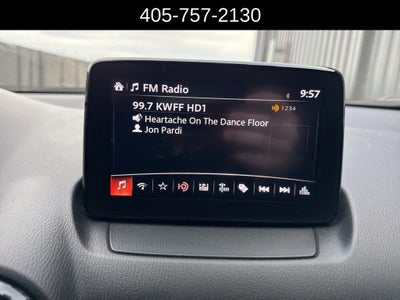 405-757-2130
FM Radio
9:57
99.7 KWFF HD1
1234
Heartache On The Dance Floor
Jon Pardi